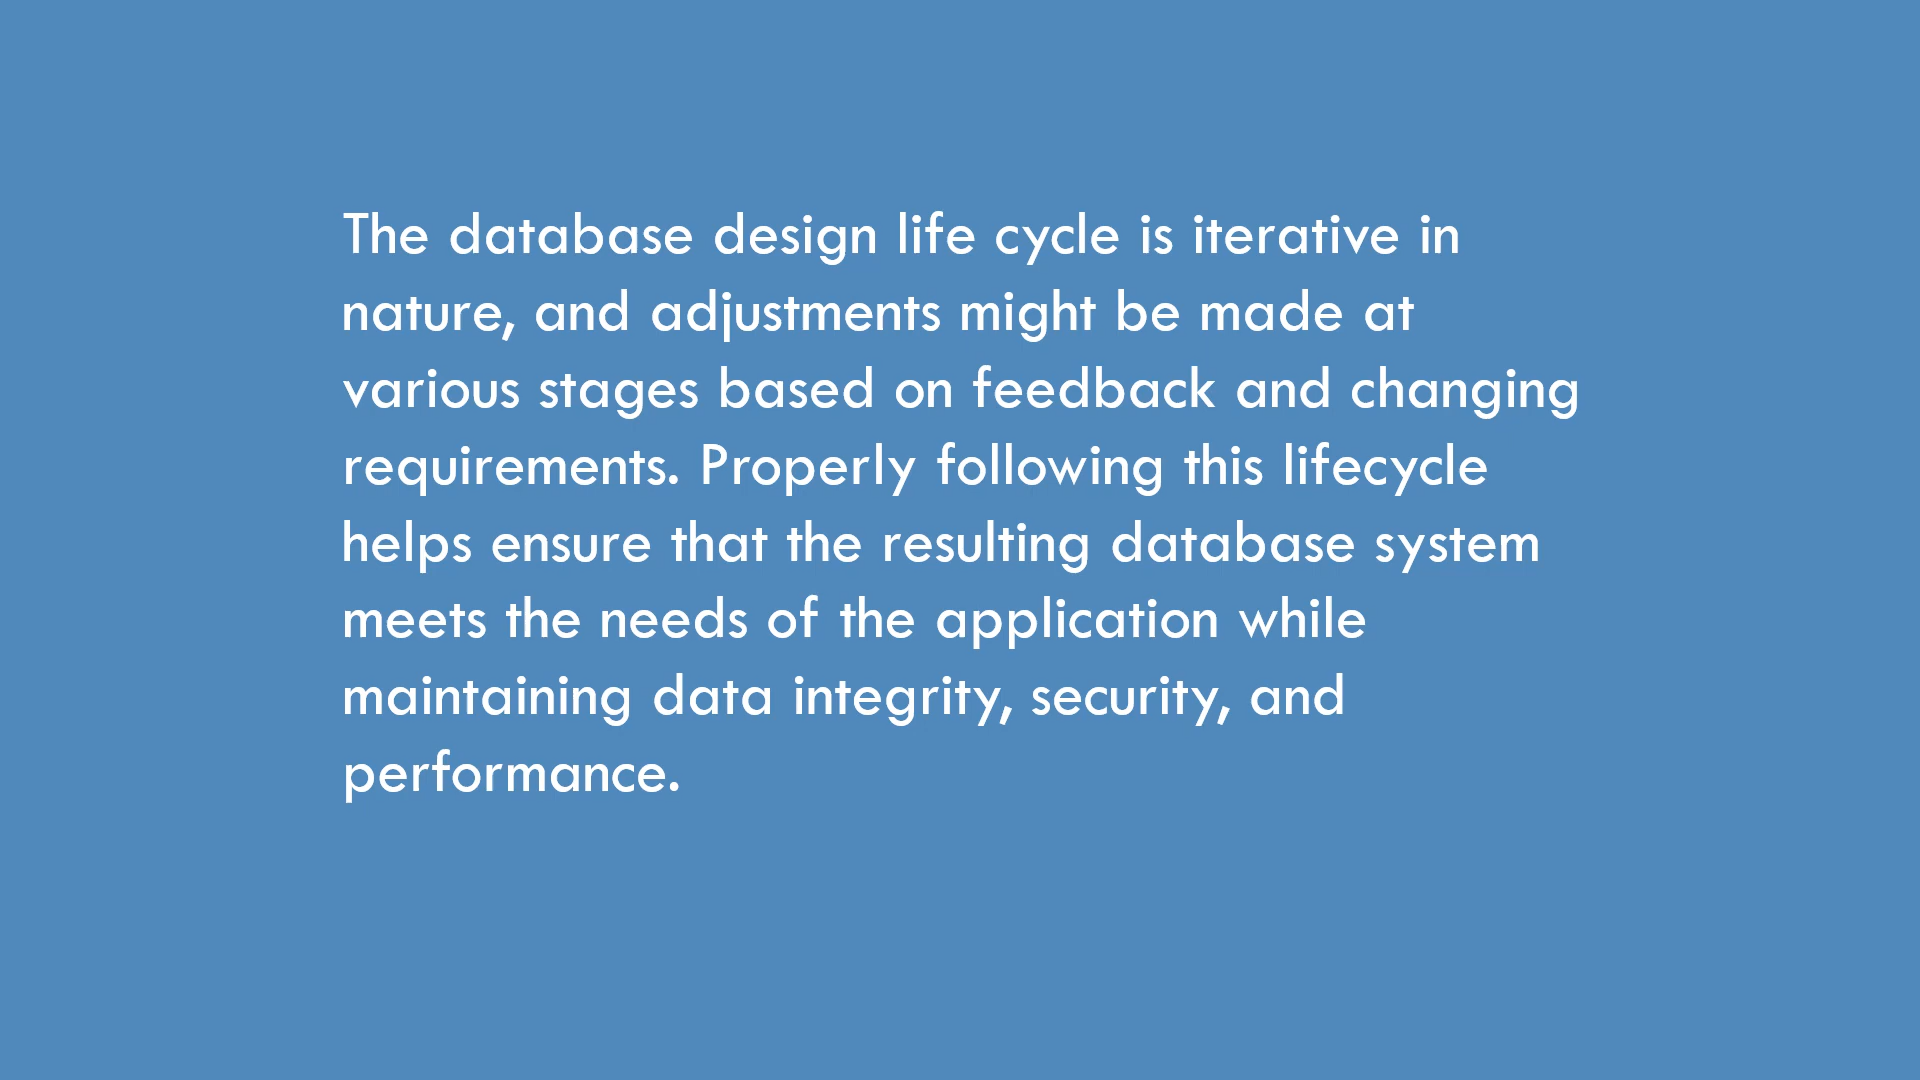 The database design life cycle is iterative in
nature, and adjustments might be made at
various stages based on feedback and changing
requirements. Properly following this lifecycle
helps ensure that the resulting database system
meets the needs of the application while
maintaining data integrity, security, and
performance.